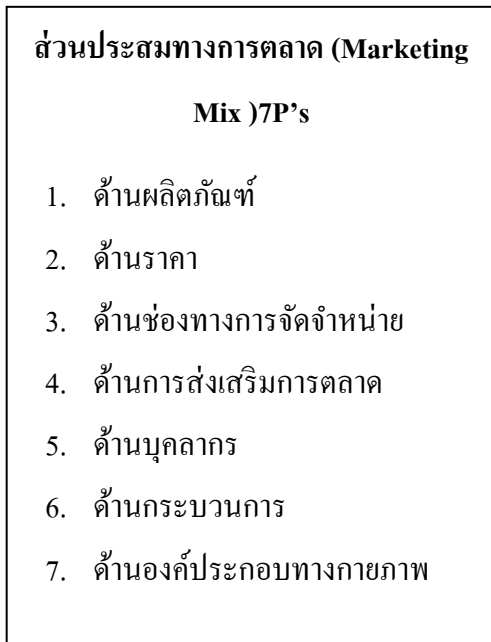 ส่วนประสมทางการตลาด (Marketing
Mix )7P’s
1. ด้านผลิตภัณฑ์
2. ด้านราคา
3. ด้านช่องทางการจัดจำหน่าย
4. ด้านการส่งเสริมการตลาด
5. ด้านบุคลากร
6. ด้านกระบวนการ
7. ด้านองค์ประกอบทางกายภาพ